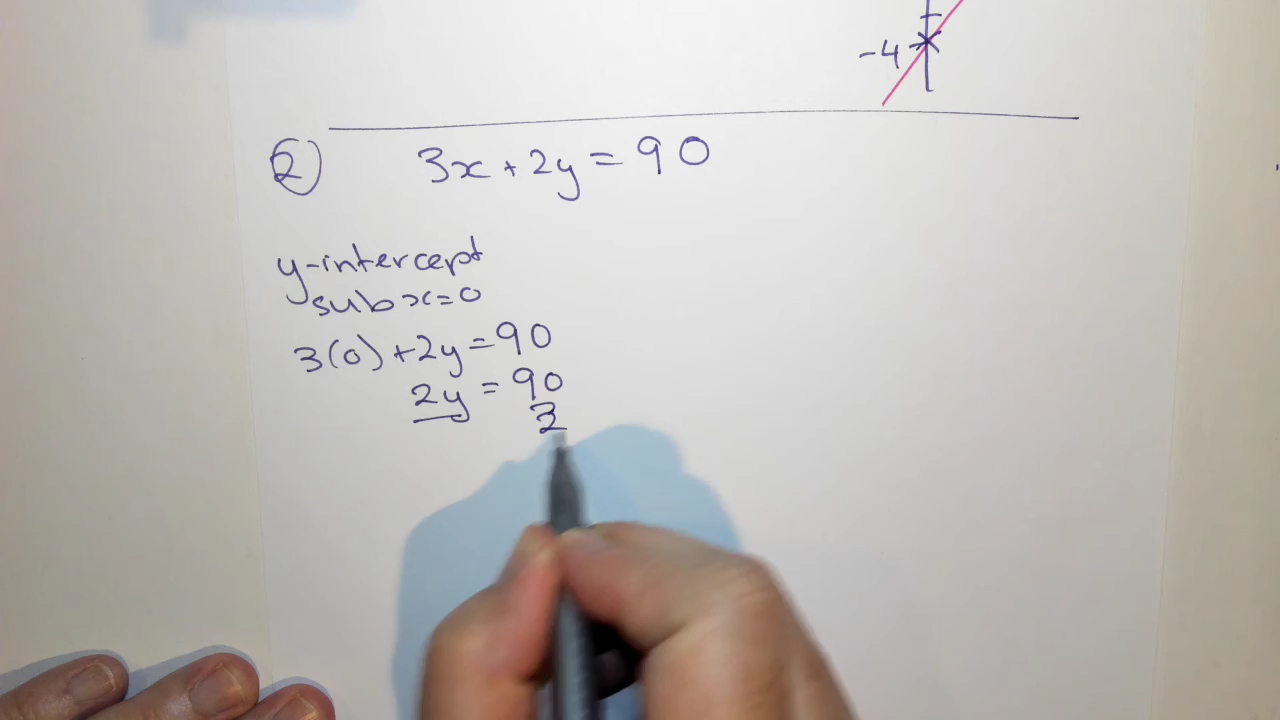 -4
2 3x + 2y = 90
y-intercept
sub x = 0
3(0) + 2y = 90
2y = 90
2